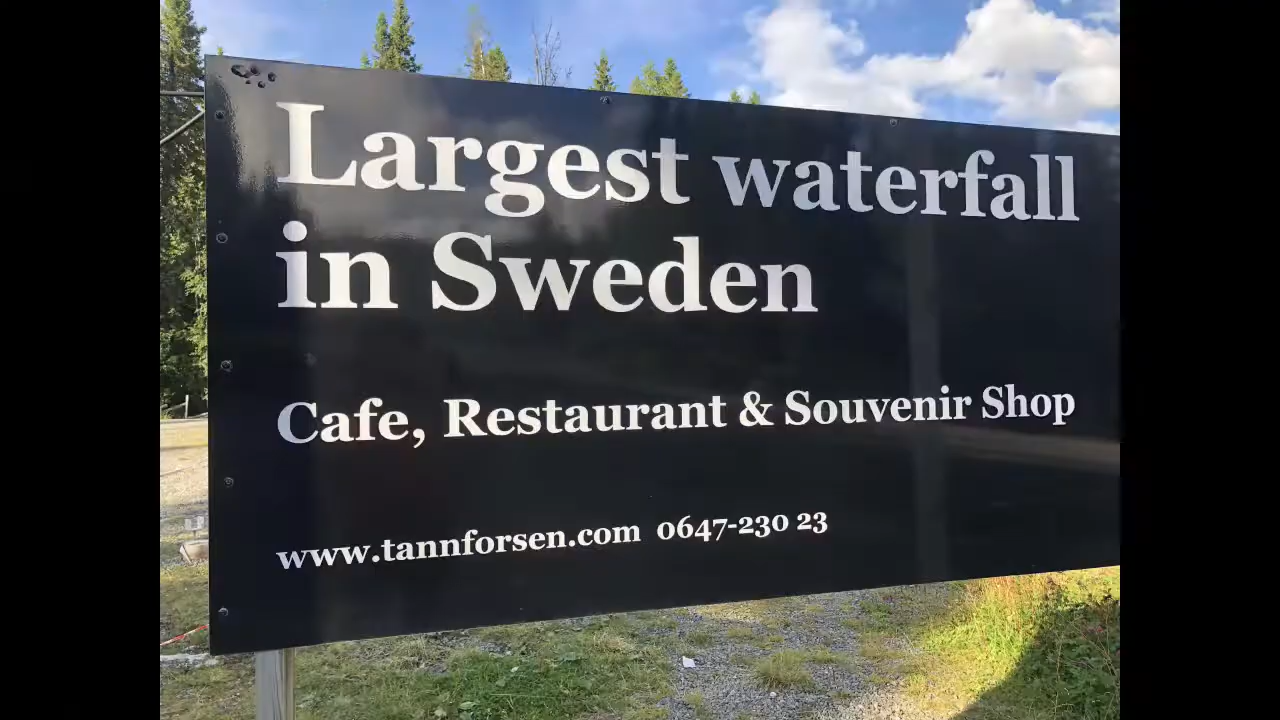 Largest waterfall
in Sweden
Cafe, Restaurant & Souvenir Shop
www.tannforsen.com 0647-230 23